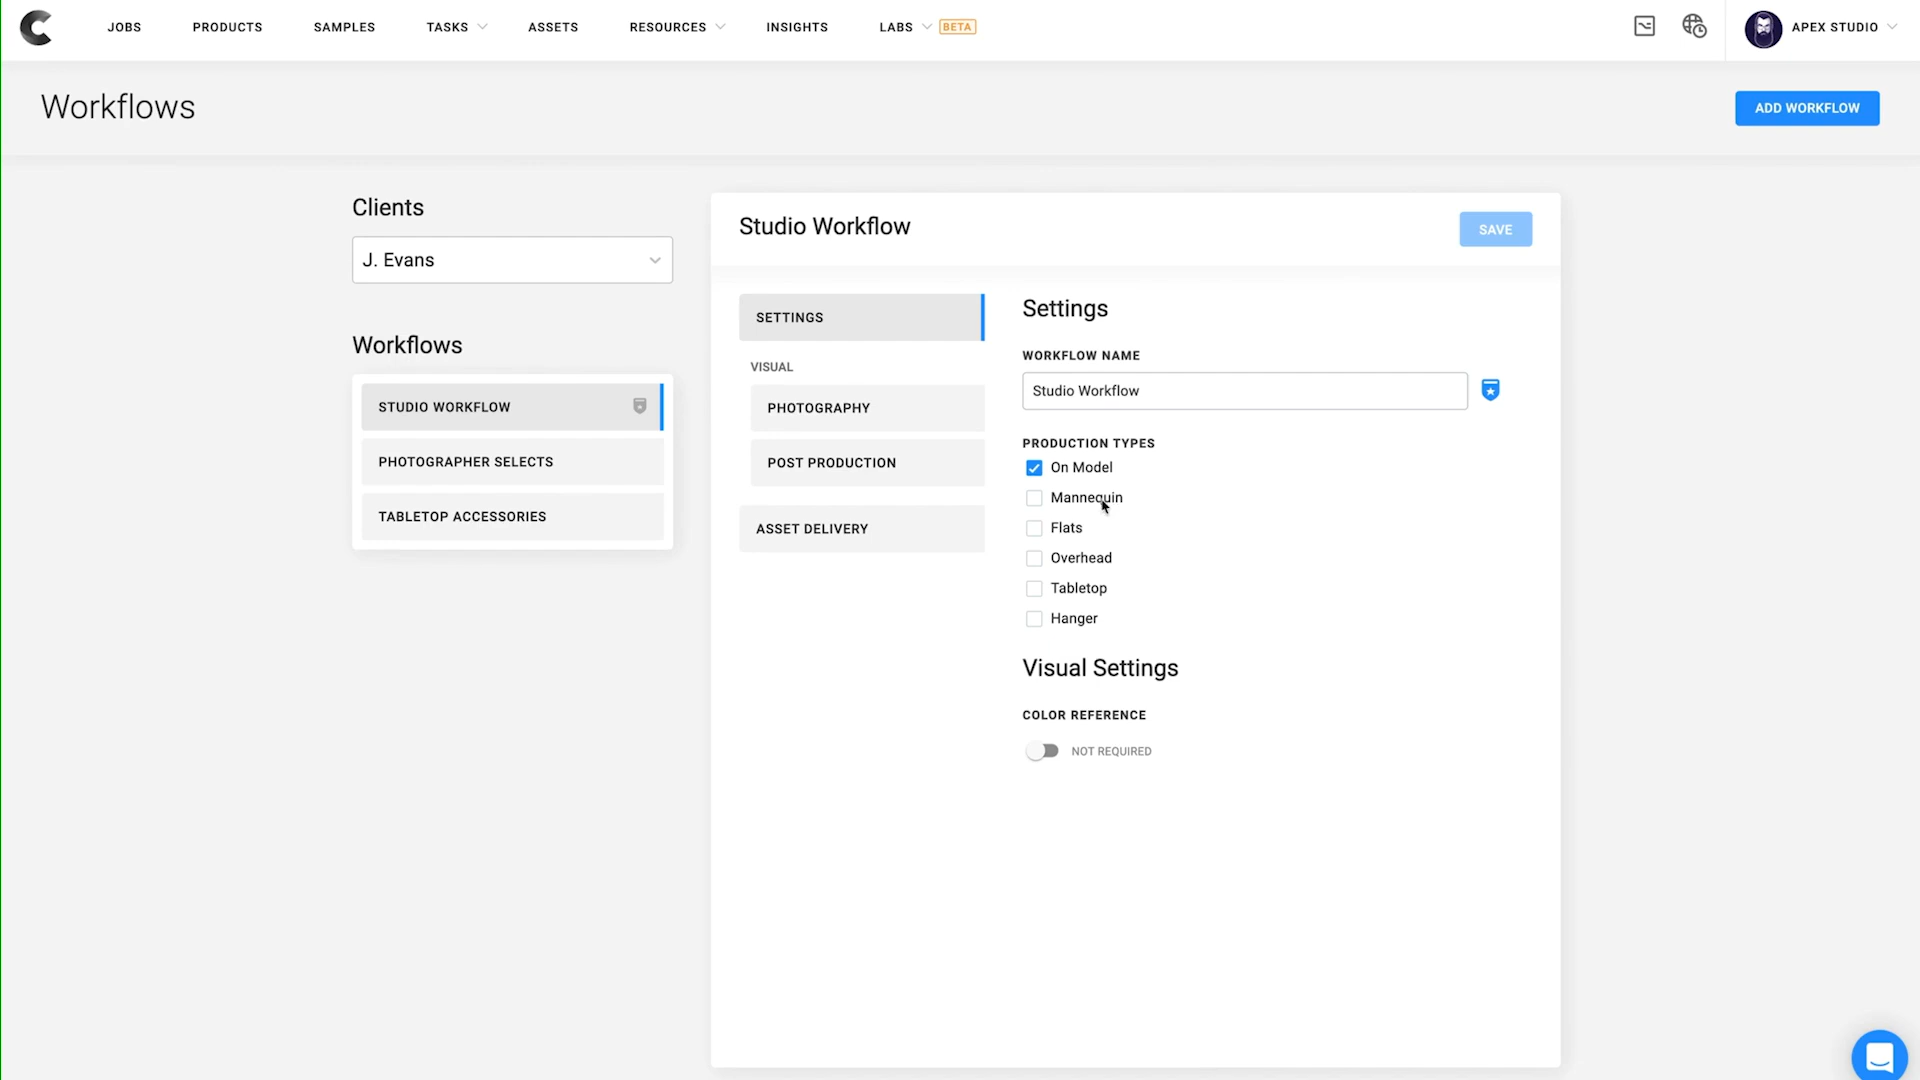 JOBS
PRODUCTS
SAMPLES
TASKS
ASSETS
RESOURCES
INSIGHTS
LABS
BETA
APEX STUDIO
Workflows
ADD WORKFLOW
Clients
J. Evans
Workflows
STUDIO WORKFLOW
PHOTOGRAPHER SELECTS
TABLETOP ACCESSORIES
Studio Workflow
SAVE
SETTINGS
VISUAL
PHOTOGRAPHY
POST PRODUCTION
ASSET DELIVERY
Settings
WORKFLOW NAME
Studio Workflow
PRODUCTION TYPES
On Model
Mannequin
Flats
Overhead
Tabletop
Hanger
Visual Settings
COLOR REFERENCE
NOT REQUIRED